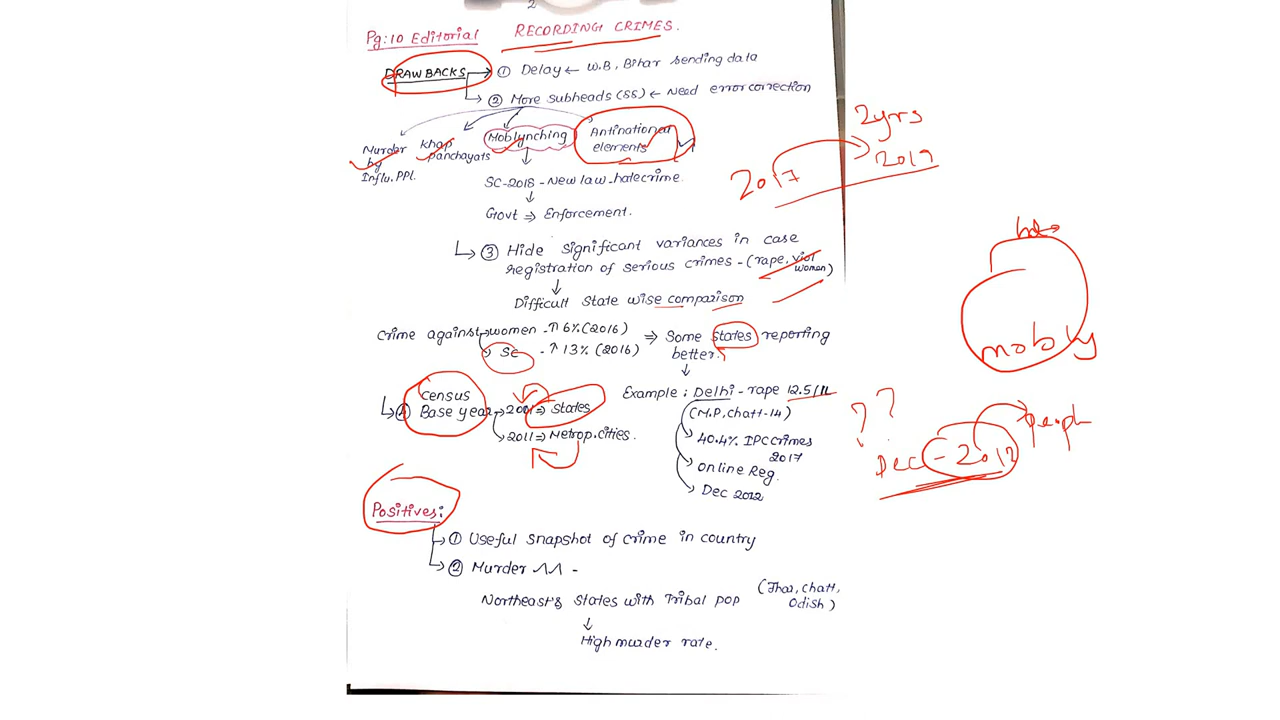 2
Pg:10 Editorial RECORDING CRIMES.
DRAWBACKS → ① Delay ← W.B, Bihar sending data
② More Subheads (SS) ← Need error correction
Murder by Influ. PPL.
Khap panchayats
Moblynching
Antinational elements
2yrs
2017 2019
SC-2018 - New law - hatecrime.
↓
Govt ⇒ Enforcement.
③ Hide significant variances in case
registration of serious crimes - (rape, viol women)
↓
Difficult State wise comparison
mobly
Crime against → women - ↑ 6% (2016) ⇒ Some States reporting
SC - ↑ 13% (2016) better.
↓
④ Census Base year → 2001 ⇒ States
2011 ⇒ Metrop. cities.
Example : Delhi - rape 12.5/1L
(M.P, chatt-14)
40.4% IPC crimes
2017
online Reg.
Dec 2012
? ?
Dec - 2012
Positives:
① Useful snapshot of crime in country
② Murder -
Northeast & States with Tribal pop (Jhar, chatt, Odish)
↓
High murder rate.